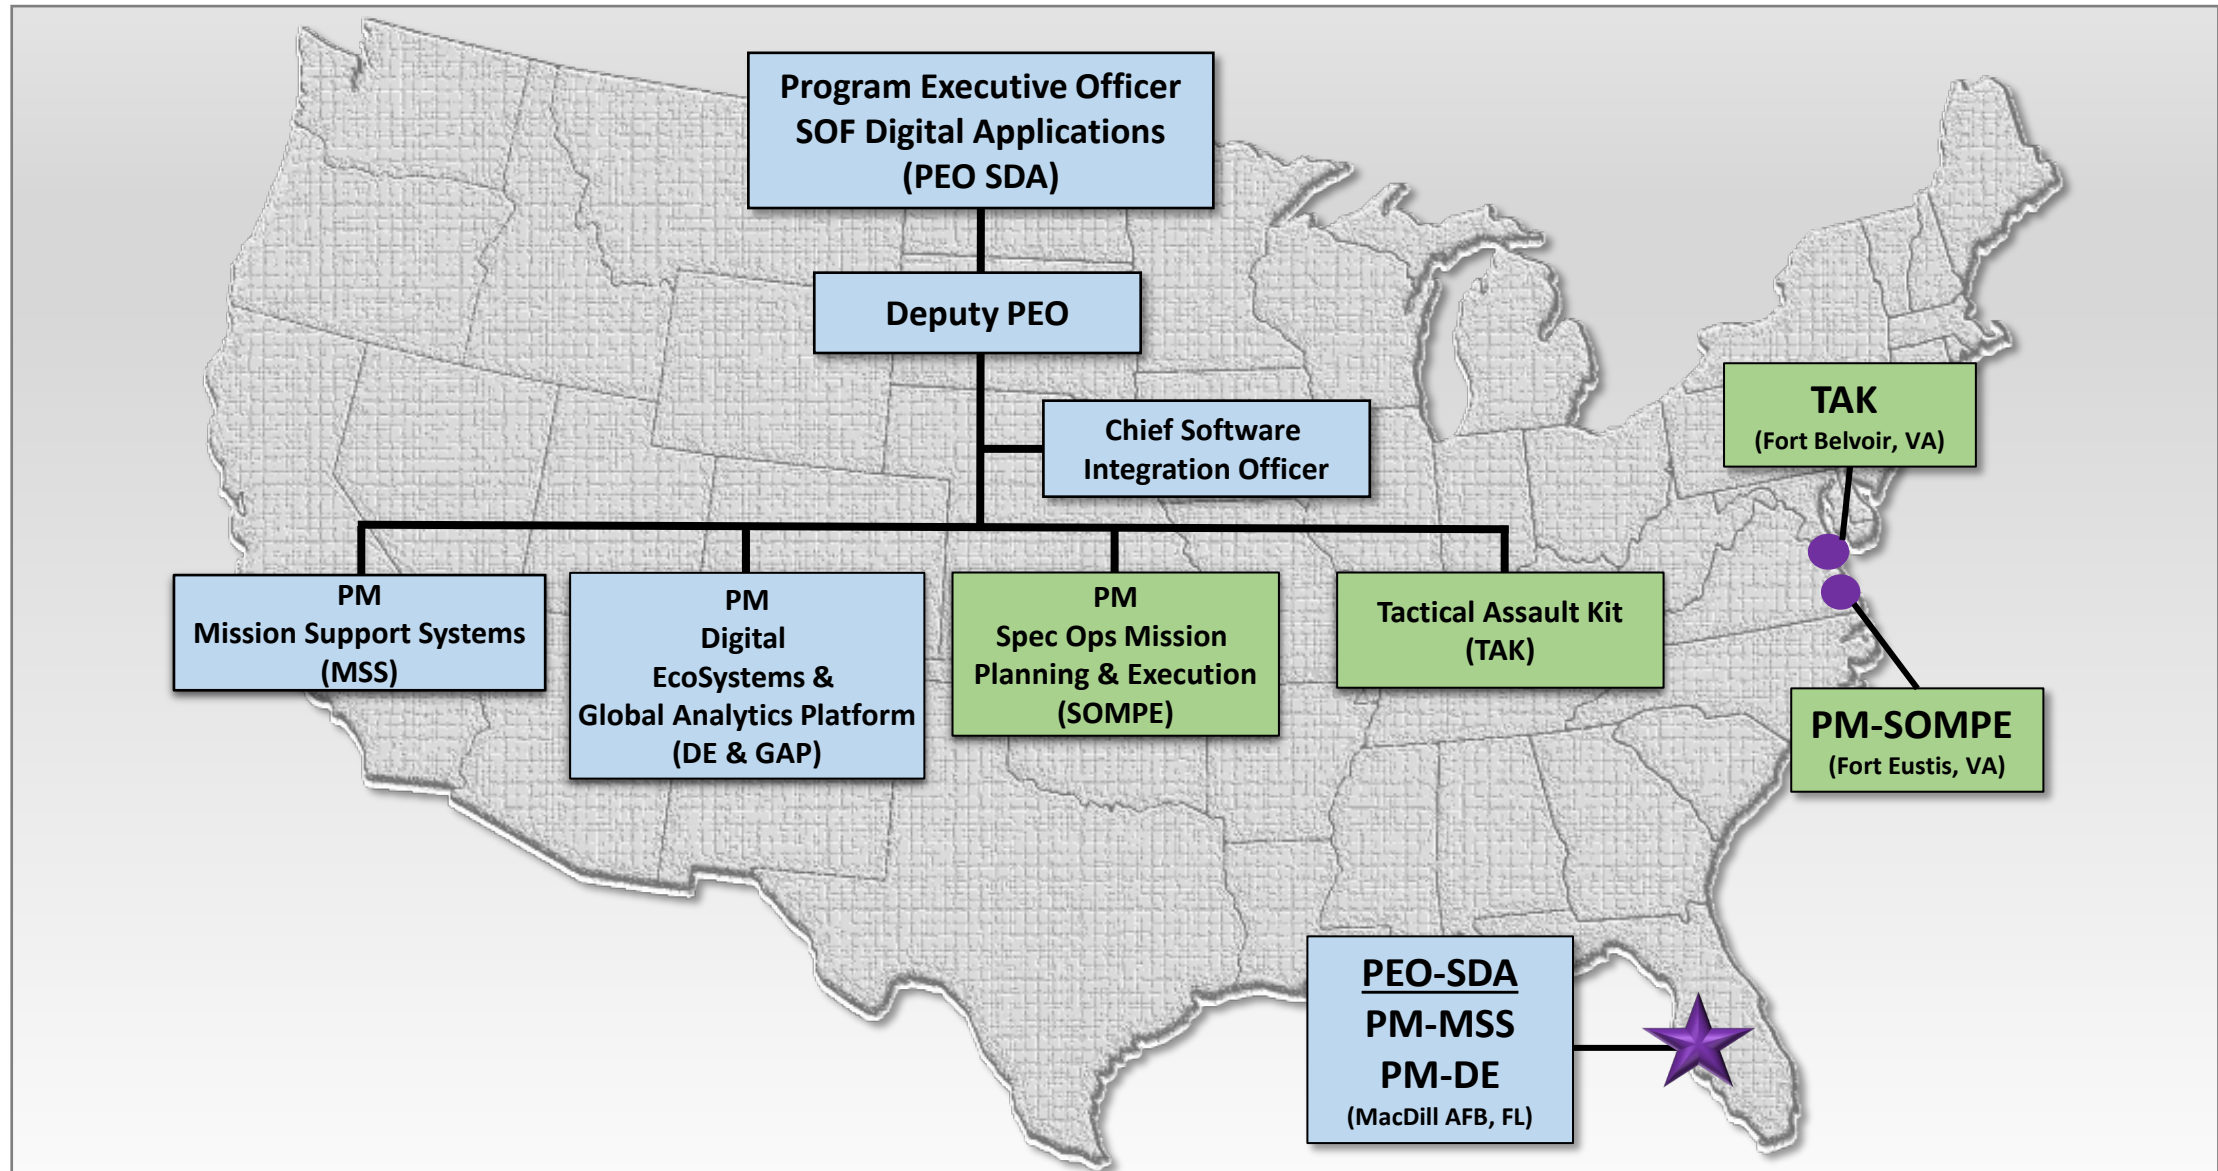 Program Executive Officer
SOF Digital Applications
(PEO SDA)
Deputy PEO
Chief Software
Integration Officer
PM
Mission Support Systems
(MSS)
PM
Digital
EcoSystems &
Global Analytics Platform
(DE & GAP)
PM
Spec Ops Mission
Planning & Execution
(SOMPE)
Tactical Assault Kit
(TAK)
TAK
(Fort Belvoir, VA)
PM-SOMPE
(Fort Eustis, VA)
PEO-SDA
PM-MSS
PM-DE
(MacDill AFB, FL)